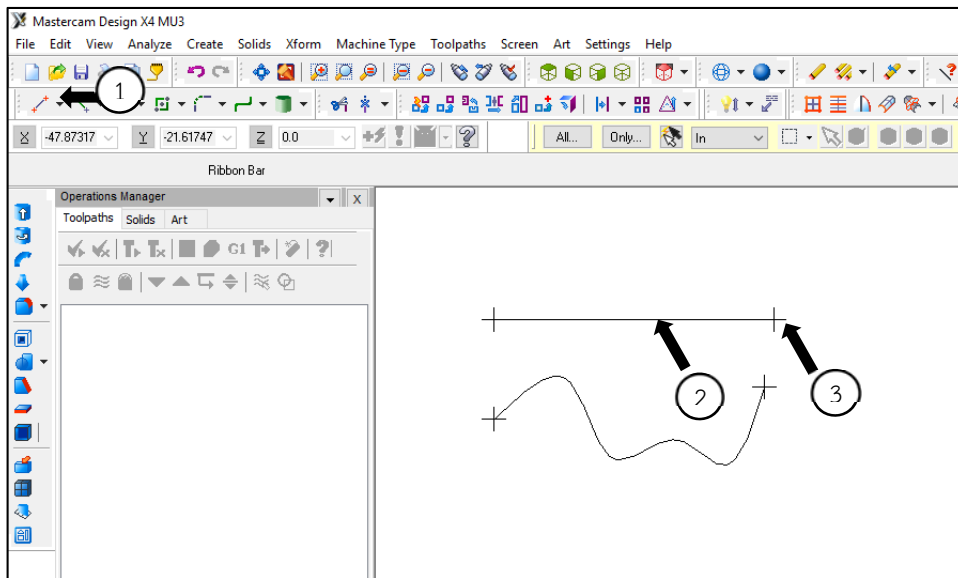 Mastercam Design X4 MU3
File Edit View Analyze Create Solids Xform Machine Type Toolpaths Screen Art Settings Help
1
X -47.87317 Y -21.61747 Z 0.0 All... Only... In
Ribbon Bar
Operations Manager
Toolpaths Solids Art
G1
2 3